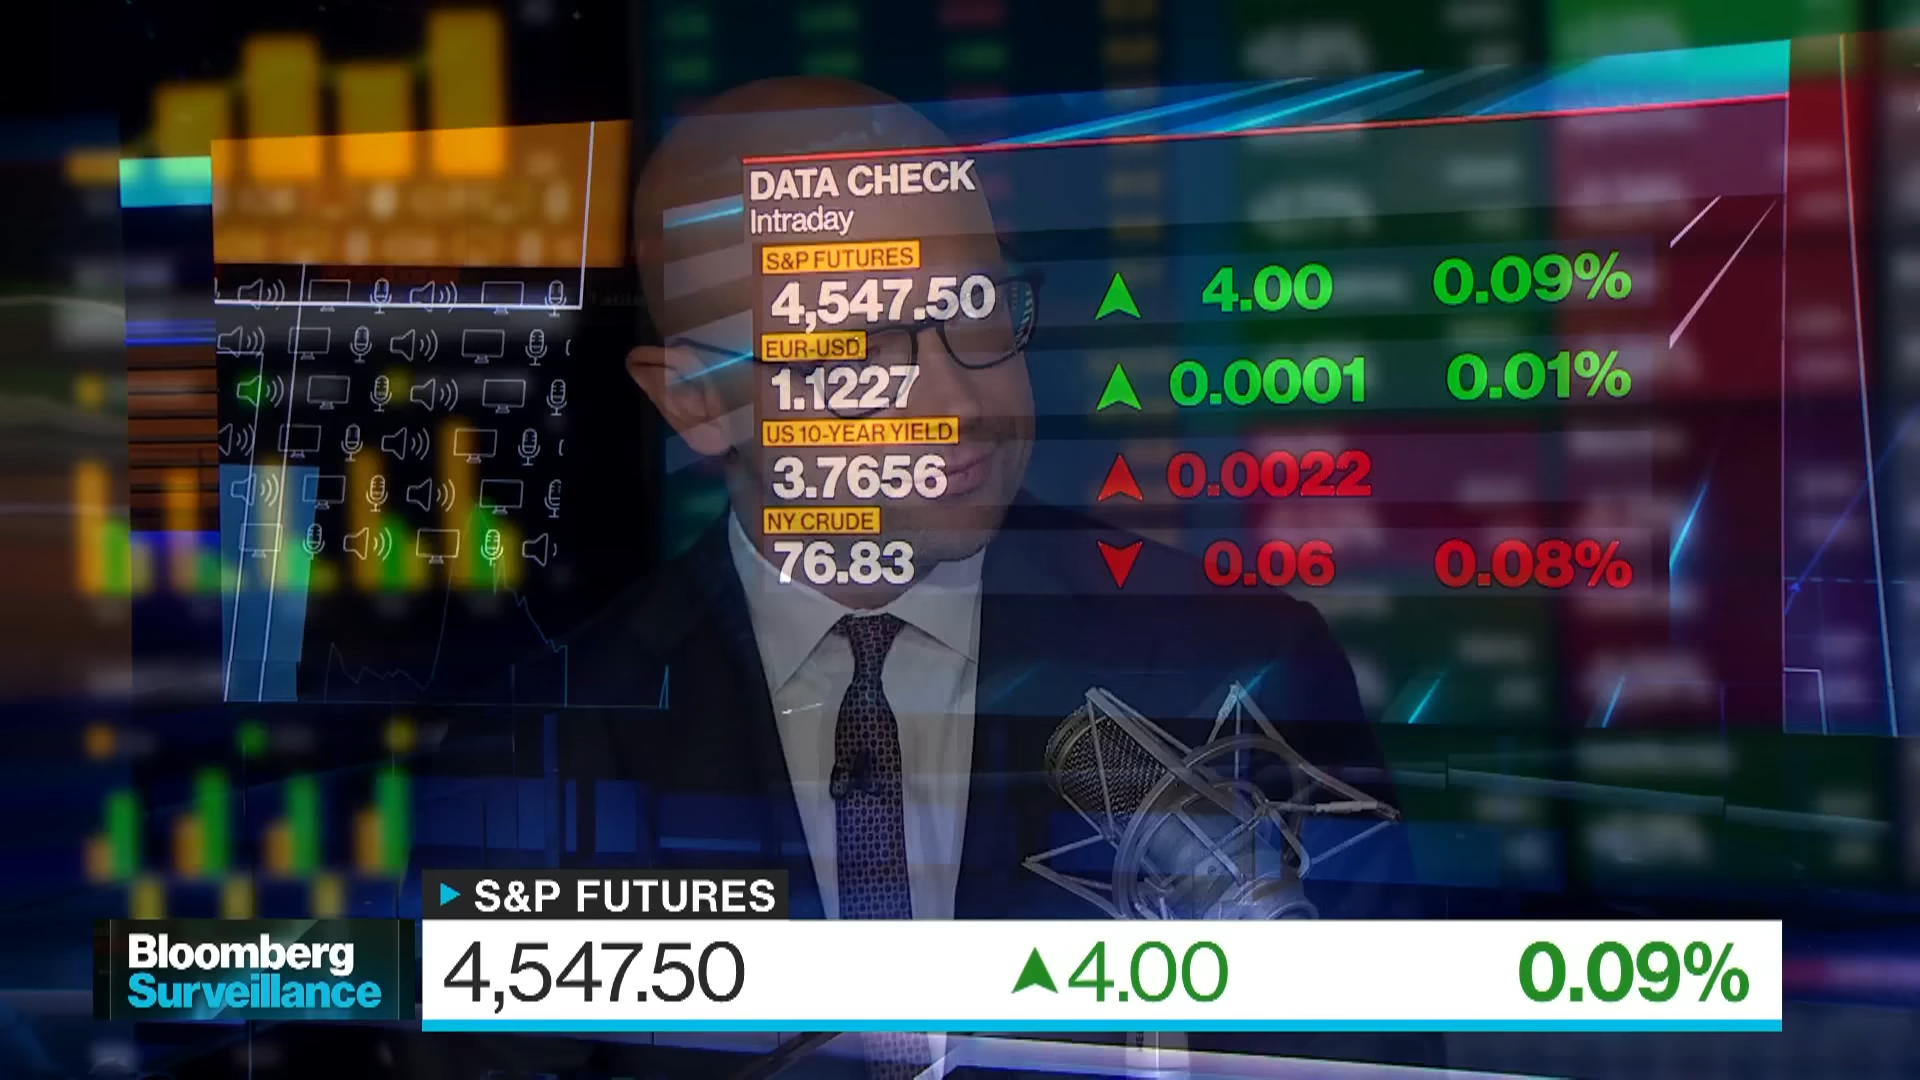 DATA CHECK
Intraday
S&P FUTURES
4,547.50 ▲ 4.00 0.09%
EUR-USD
1.1227 ▲ 0.0001 0.01%
US 10-YEAR YIELD
3.7656 ▲ 0.0022
NY CRUDE
76.83 ▼ 0.06 0.08%
▶ S&P FUTURES
Bloomberg
Surveillance
4,547.50 ▲4.00 0.09%